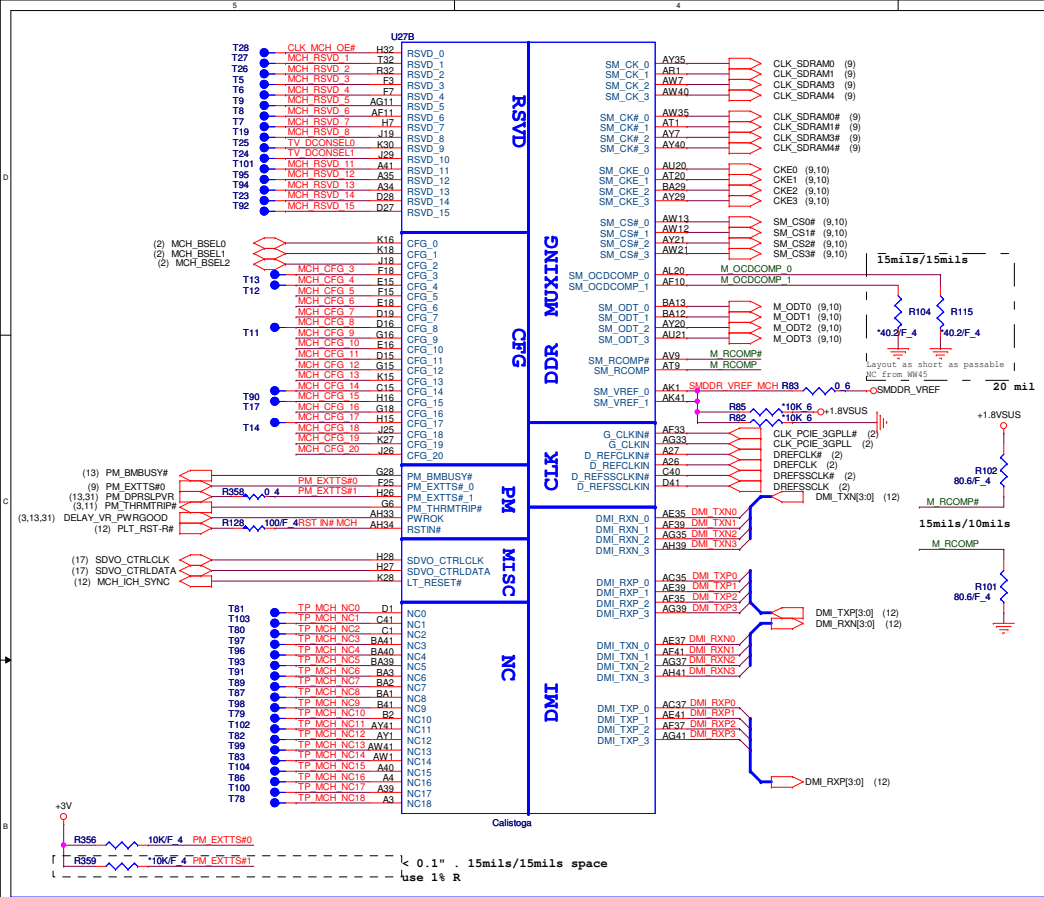 5 4
U27B
T28 CLK_MCH_OE# H32 RSVD_0
T27 MCH_RSVD_1 T32 RSVD_1
T26 MCH_RSVD_2 R32 RSVD_2
T5 MCH_RSVD_3 F3 RSVD_3
T6 MCH_RSVD_4 F7 RSVD_4
T9 MCH_RSVD_5 AG11 RSVD_5
T8 MCH_RSVD_6 AF11 RSVD_6
T7 MCH_RSVD_7 H7 RSVD_7
T19 MCH_RSVD_8 J19 RSVD_8
T25 TV_DCONSEL0 K30 RSVD_9
T24 TV_DCONSEL1 J29 RSVD_10
T101 MCH_RSVD_11 A41 RSVD_11
T95 MCH_RSVD_12 A35 RSVD_12
T94 MCH_RSVD_13 A34 RSVD_13
T23 MCH_RSVD_14 D28 RSVD_14
T92 MCH_RSVD_15 D27 RSVD_15
RSVD
(2) MCH_BSEL0 K16 CFG_0
(2) MCH_BSEL1 K18 CFG_1
(2) MCH_BSEL2 J18 CFG_2
T13 MCH_CFG_3 F18 CFG_3
T12 MCH_CFG_4 E15 CFG_4
MCH_CFG_5 F15 CFG_5
MCH_CFG_6 E18 CFG_6
MCH_CFG_7 D19 CFG_7
T11 MCH_CFG_8 D16 CFG_8
MCH_CFG_9 G16 CFG_9
MCH_CFG_10 E16 CFG_10
MCH_CFG_11 D15 CFG_11
MCH_CFG_12 G15 CFG_12
MCH_CFG_13 K15 CFG_13
MCH_CFG_14 C15 CFG_14
T90 MCH_CFG_15 H16 CFG_15
T17 MCH_CFG_16 G18 CFG_16
MCH_CFG_17 H15 CFG_17
T14 MCH_CFG_18 J25 CFG_18
MCH_CFG_19 K27 CFG_19
MCH_CFG_20 J26 CFG_20
CFG
(13) PM_BMBUSY# G28 PM_BMBUSY#
(9) PM_EXTTS#0 PM_EXTTS#0 F25 PM_EXTTS#_0
(13,31) PM_DPRSLPVR R358 0_4 PM_EXTTS#1 H26 PM_EXTTS#_1
(3,11) PM_THRMTRIP# G6 PM_THRMTRIP#
(3,13,31) DELAY_VR_PWRGOOD AH33 PWROK
(12) PLT_RST-R# R128 100/F_4 RST IN# MCH AH34 RSTIN#
PM
(17) SDVO_CTRLCLK H28 SDVO_CTRLCLK
(17) SDVO_CTRLDATA H27 SDVO_CTRLDATA
(12) MCH_ICH_SYNC K28 LT_RESET#
MISC
T81 TP_MCH_NC0 D1 NC0
T103 TP_MCH_NC1 C41 NC1
T80 TP_MCH_NC2 C1 NC2
T97 TP_MCH_NC3 BA41 NC3
T96 TP_MCH_NC4 BA40 NC4
T93 TP_MCH_NC5 BA39 NC5
T91 TP_MCH_NC6 BA3 NC6
T89 TP_MCH_NC7 BA2 NC7
T87 TP_MCH_NC8 BA1 NC8
T98 TP_MCH_NC9 B41 NC9
T79 TP_MCH_NC10 B2 NC10
T102 TP_MCH_NC11 AY41 NC11
T82 TP_MCH_NC12 AY1 NC12
T99 TP_MCH_NC13 AW41 NC13
T83 TP_MCH_NC14 AW1 NC14
T104 TP_MCH_NC15 A40 NC15
T86 TP_MCH_NC16 A4 NC16
T100 TP_MCH_NC17 A39 NC17
T78 TP_MCH_NC18 A3 NC18
NC
SM_CK_0 AY35 CLK_SDRAM0 (9)
SM_CK_1 AR1 CLK_SDRAM1 (9)
SM_CK_2 AW7 CLK_SDRAM3 (9)
SM_CK_3 AW40 CLK_SDRAM4 (9)
SM_CK#_0 AW35 CLK_SDRAM0# (9)
SM_CK#_1 AT1 CLK_SDRAM1# (9)
SM_CK#_2 AY7 CLK_SDRAM3# (9)
SM_CK#_3 AY40 CLK_SDRAM4# (9)
SM_CKE_0 AU20 CKE0 (9,10)
SM_CKE_1 AT20 CKE1 (9,10)
SM_CKE_2 BA29 CKE2 (9,10)
SM_CKE_3 AY29 CKE3 (9,10)
SM_CS#_0 AW13 SM_CS0# (9,10)
SM_CS#_1 AW12 SM_CS1# (9,10)
SM_CS#_2 AY21 SM_CS2# (9,10)
SM_CS#_3 AW21 SM_CS3# (9,10)
SM_OCDCOMP_0 AL20 M_OCDCOMP_0
SM_OCDCOMP_1 AF10 M_OCDCOMP_1
SM_ODT_0 BA13 M_ODT0 (9,10)
SM_ODT_1 BA12 M_ODT1 (9,10)
SM_ODT_2 AY20 M_ODT2 (9,10)
SM_ODT_3 AU21 M_ODT3 (9,10)
SM_RCOMP# AV9 M_RCOMP#
SM_RCOMP AT9 M_RCOMP
SM_VREF_0 AK1 SMDDR_VREF_MCH R83 0_6 SMDDR_VREF
SM_VREF_1 AK41
R85 *10K_6 +1.8VSUS
R82 *10K_6
DDR MUXING
15mils/15mils
R104 R115
*40.2/F_4 *40.2/F_4
Layout as short as passable
NC from WW45
20 mil
G_CLKIN# AF33 CLK_PCIE_3GPLL# (2)
G_CLKIN AG33 CLK_PCIE_3GPLL (2)
D_REFCLKIN# A27 DREFCLK# (2)
D_REFCLKIN A26 DREFCLK (2)
D_REFSSCLKIN# C40 DREFSSCLK# (2)
D_REFSSCLKIN D41 DREFSSCLK (2)
CLK
DMI_TXN[3:0] (12)
DMI_RXN_0 AE35 DMI_TXN0
DMI_RXN_1 AF39 DMI_TXN1
DMI_RXN_2 AG35 DMI_TXN2
DMI_RXN_3 AH39 DMI_TXN3
DMI_RXP_0 AC35 DMI_TXP0
DMI_RXP_1 AE39 DMI_TXP1
DMI_RXP_2 AF35 DMI_TXP2
DMI_RXP_3 AG39 DMI_TXP3
DMI_TXP[3:0] (12)
DMI_RXN[3:0] (12)
DMI_TXN_0 AE37 DMI_RXN0
DMI_TXN_1 AF41 DMI_RXN1
DMI_TXN_2 AG37 DMI_RXN2
DMI_TXN_3 AH41 DMI_RXN3
DMI_TXP_0 AC37 DMI_RXP0
DMI_TXP_1 AE41 DMI_RXP1
DMI_TXP_2 AF37 DMI_RXP2
DMI_TXP_3 AG41 DMI_RXP3
DMI_RXP[3:0] (12)
DMI
+1.8VSUS
R102
80.6/F_4
M_RCOMP#
15mils/10mils
M_RCOMP
R101
80.6/F_4
Calistoga
+3V
R356 10K/F_4 PM_EXTTS#0
R359 *10K/F_4 PM_EXTTS#1
< 0.1" . 15mils/15mils space
use 1% R
D
C
B